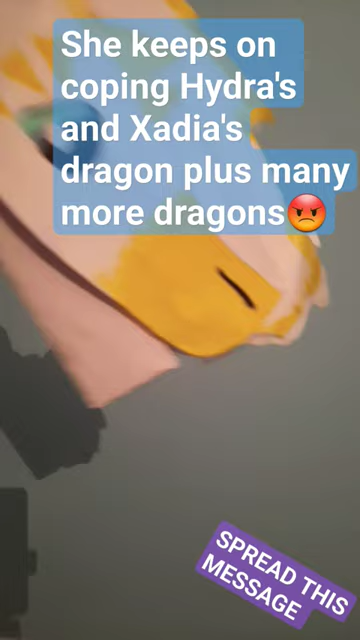 She keeps on
coping Hydra's
and Xadia's
dragon plus many
more dragons😡
SPREAD THIS
MESSAGE